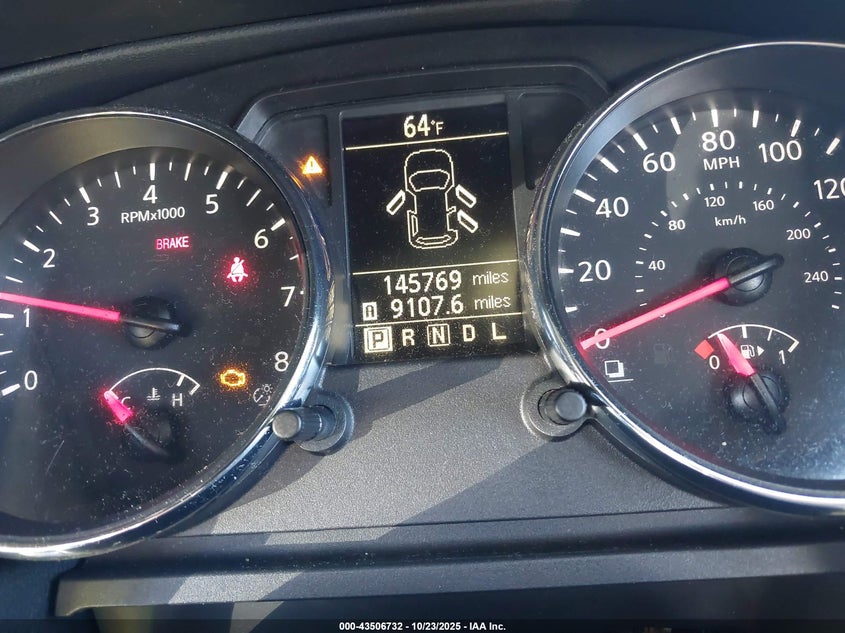 64°F
0
1
2
3
4
5
6
7
8
RPMx1000
BRAKE
C H
145769 miles
A 9107.6 miles
P R N D L
0
20
40
60
80
100
120
MPH
40
80
120
160
200
240
km/h
0 1
000-43506732 - 10/23/2025 - IAA Inc.